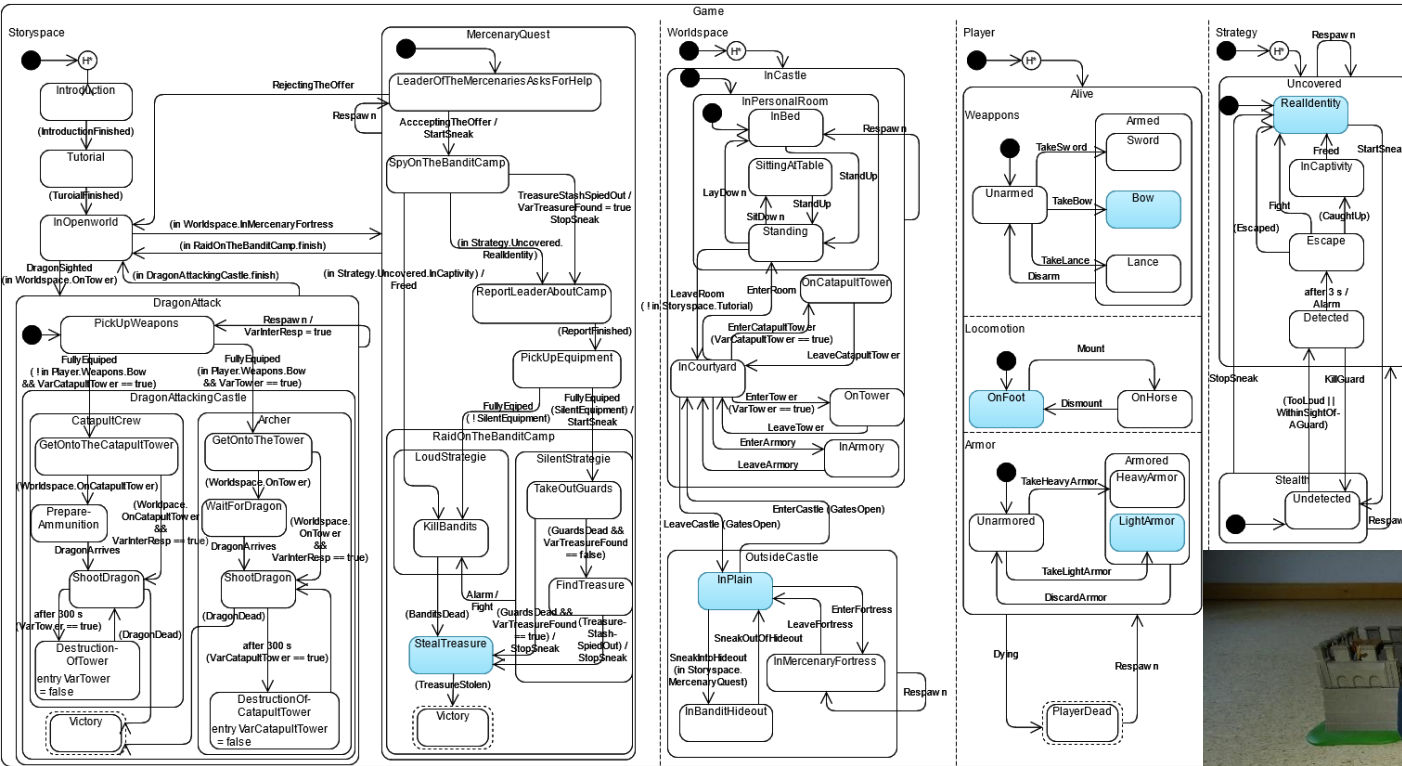 Game
Storyspace
H*
Introduction
(IntroductionFinished)
Tutorial
(TuroialFinished)
InOpenworld
DragonSighted
(in Worldspace.OnTower)
RejectingTheOffer
(in Worldspace.InMercenaryFortress
(in RaidOnTheBanditCamp.finish)
(in DragonAttackingCastle.finish)
DragonAttack
PickUpWeapons
Respawn /
VarInterResp = true
FullyEquiped
( ! in Player.Weapons.Bow
&& VarCatapultTower == true)
FullyEquiped
(in Player.Weapons.Bow
&& VarTower == true)
DragonAttackingCastle
CatapultCrew
GetOntoTheCatapultTower
(Worldspace.OnCatapultTower)
Prepare-
Ammunition
(Worldpace.
OnCatapultTower
&&
VarInterResp == true)
DragonArrives
ShootDragon
after 300 s
(VarTower == true)
(DragonDead)
Destruction-
OfTower
entry VarTower
= false
Victory
Archer
GetOntoTheTower
(Worldspace.OnTower)
WaitForDragon
(Worldspace.
OnTower
&&
VarInterResp == true)
DragonArrives
ShootDragon
(DragonDead)
after 300 s
(VarCatapultTower == true)
DestructionOf-
CatapultTower
entry VarCatapultTower
= false
MercenaryQuest
LeaderOfTheMercenariesAsksForHelp
Respawn
AccceptingTheOffer /
StartSneak
SpyOnTheBanditCamp
TreasureStashSpiedOut /
VarTreasureFound = true
StopSneak
(in Strategy.Uncovered.
RealIdentity)
(in Strategy.Uncovered.InCaptivity) /
Freed
ReportLeaderAboutCamp
(ReportFinished)
PickUpEquipment
FullyEqiped
( ! SilentEquipment)
FullyEquiped
(SilentEquipment) /
StartSneak
RaidOnTheBanditCamp
LoudStrategie
KillBandits
(BanditsDead)
SilentStrategie
TakeOutGuards
(GuardsDead &&
VarTreasureFound
== false)
FindTreasure
Alarm /
Fight
(GuardsDead &&
VarTreasureFound
== true) /
StopSneak
(Treasure-
Stash-
SpiedOut) /
StopSneak
StealTreasure
(TreasureStolen)
Victory
Worldspace
H*
InCastle
InPersonalRoom
InBed
Respawn
SittingAtTable
StandUp
LayDown
StandUp
SitDown
Standing
LeaveRoom
( ! in Storyspace.Tutorial)
EnterRoom
OnCatapultTower
EnterCatapultTower
(VarCatapultTower == true)
LeaveCatapultTower
InCourtyard
EnterTower
(VarTower == true)
OnTower
LeaveTower
EnterArmory
InArmory
LeaveArmory
LeaveCastle (GatesOpen)
EnterCastle (GatesOpen)
OutsideCastle
InPlain
EnterFortress
LeaveFortress
SneakOutOfHideout
SneakIntoHideout
(in Storyspace.
MercenaryQuest)
InMercenaryFortress
Respawn
InBanditHideout
Player
H*
Alive
Weappons
Armed
Sword
TakeSword
Unarmed
TakeBow
Bow
TakeLance
Lance
Disarm
Locomotion
Mount
OnFoot
Dismount
OnHorse
Armor
Armored
HeavyArmor
TakeHeavyArmor
Unarmored
LightArmor
TakeLightArmor
DiscardArmor
Dying
Respawn
PlayerDead
Strategy
H*
Respawn
Uncovered
RealIdentity
Freed
StartSnea
InCaptivity
Fight
(CaughtUp)
(Escaped)
Escape
after 3 s /
Alarm
Detected
StopSneak
KillGuard
(TooLoud ||
WithinSightOf-
AGuard)
Stealth
Undetected
Respaw